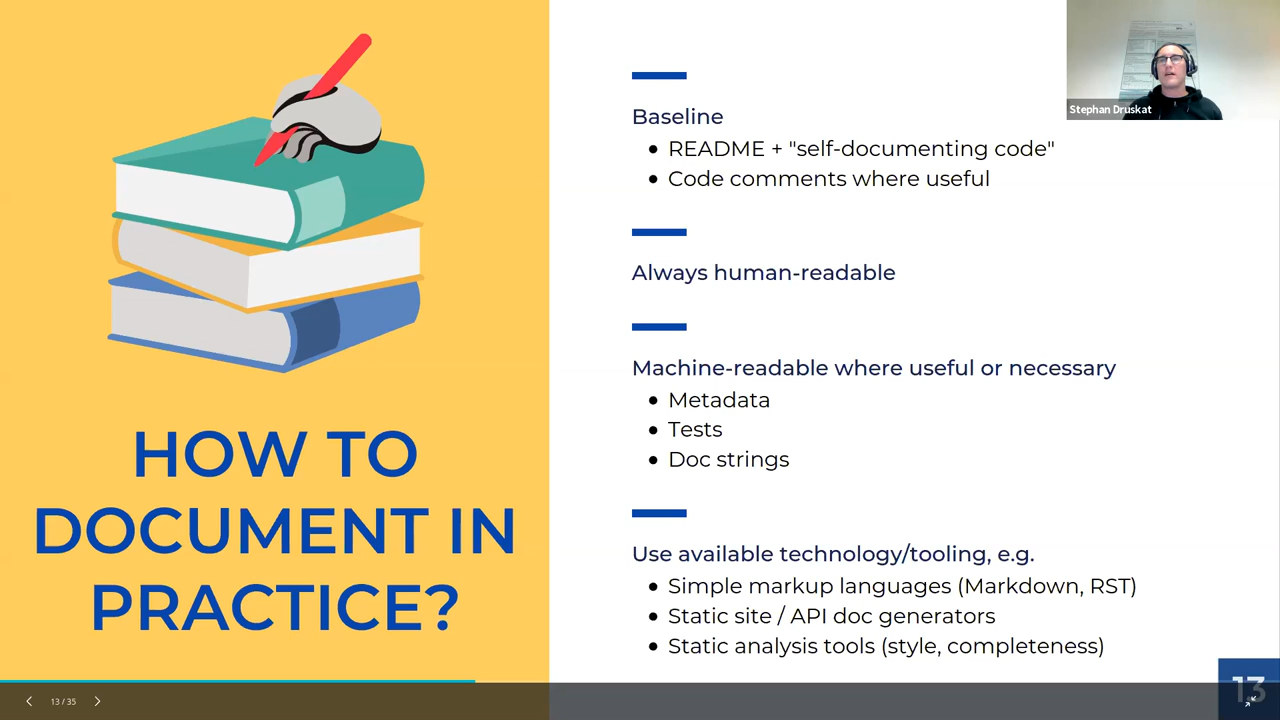 HOW TO
DOCUMENT IN
PRACTICE?
Baseline
• README + "self-documenting code"
• Code comments where useful
Always human-readable
Machine-readable where useful or necessary
• Metadata
• Tests
• Doc strings
Use available technology/tooling, e.g.
• Simple markup languages (Markdown, RST)
• Static site / API doc generators
• Static analysis tools (style, completeness)
Stephan Druskat
13 / 35
13